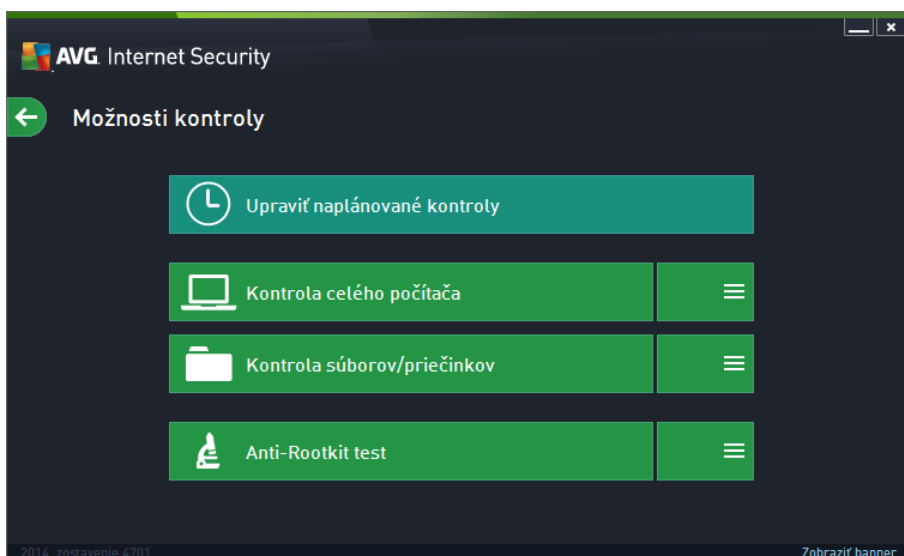 AVG. Internet Security
Možnosti kontroly
Upraviť naplánované kontroly
Kontrola celého počítača
Kontrola súborov/priečinkov
Anti-Rootkit test
2014, zostavenie 4701
Zobraziť banner